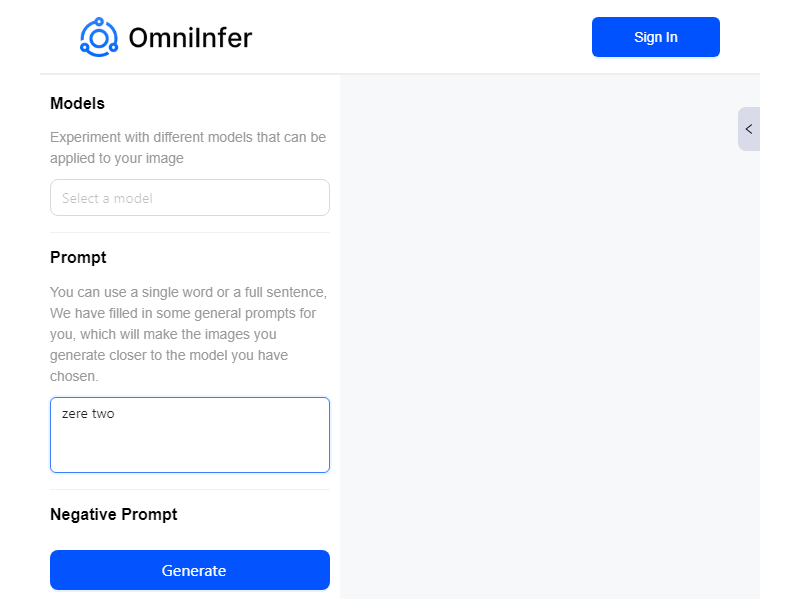 OmniInfer
Sign In
Models
Experiment with different models that can be
applied to your image
Select a model
Prompt
You can use a single word or a full sentence,
We have filled in some general prompts for
you, which will make the images you
generate closer to the model you have
chosen.
zere two
Negative Prompt
Generate